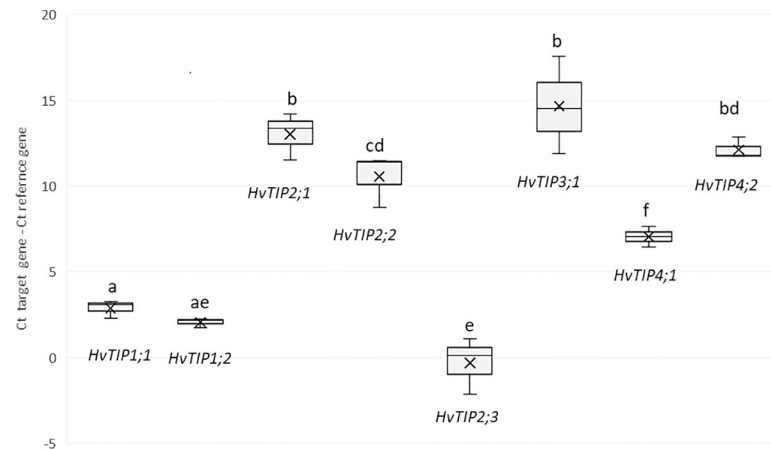 20
15
10
5
0
-5
Ct target gene - Ct refernce gene
a
HvTIP1;1
ae
HvTIP1;2
b
HvTIP2;1
cd
HvTIP2;2
e
HvTIP2;3
b
HvTIP3;1
f
HvTIP4;1
bd
HvTIP4;2